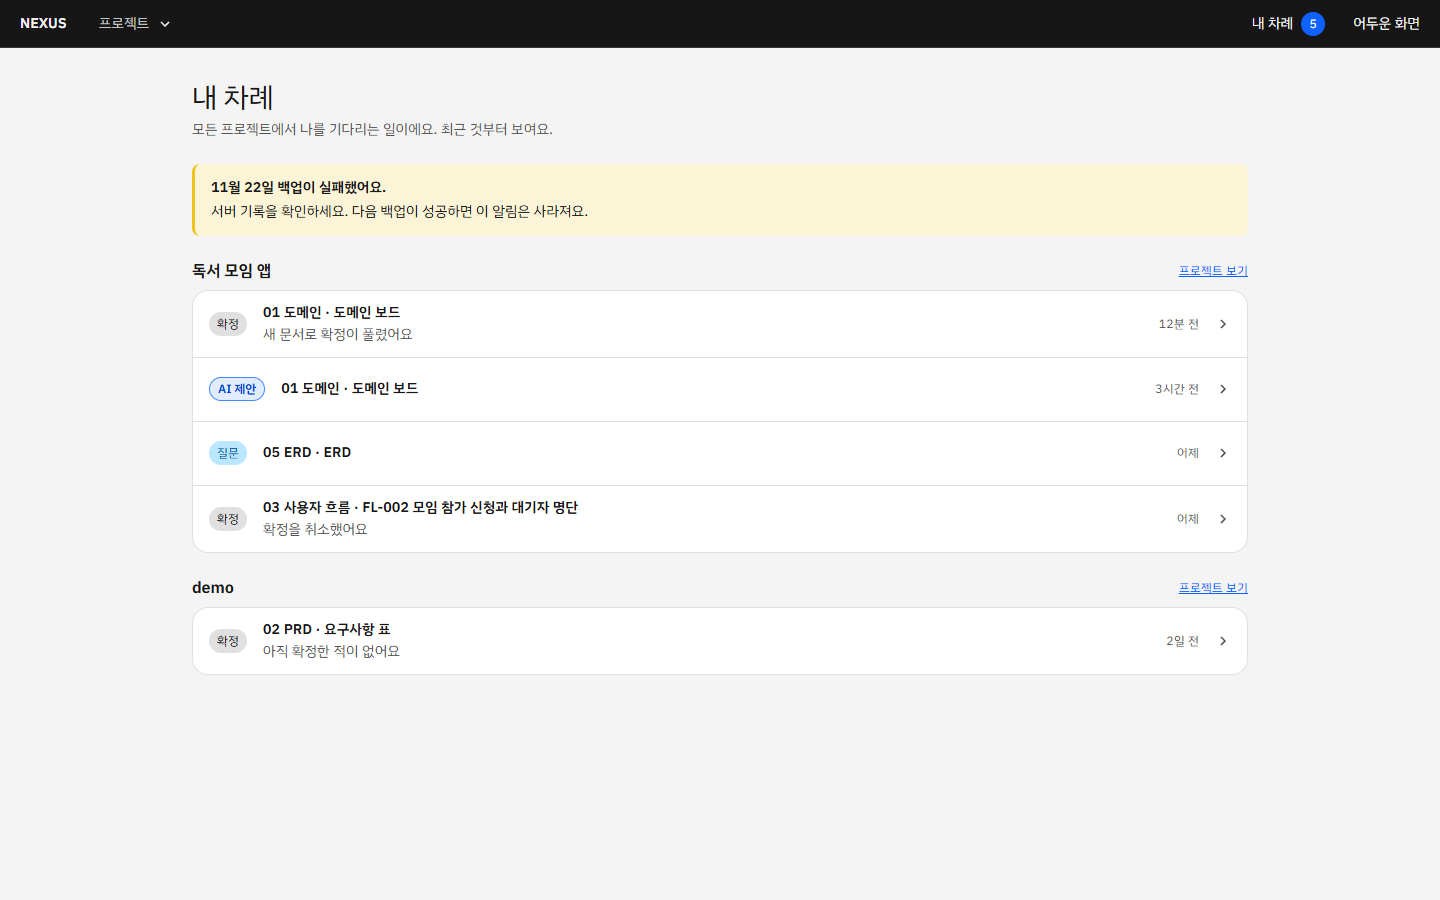 NEXUS
프로젝트
내 차례 5
어두운 화면
내 차례
모든 프로젝트에서 나를 기다리는 일이에요. 최근 것부터 보여요.
11월 22일 백업이 실패했어요.
서버 기록을 확인하세요. 다음 백업이 성공하면 이 알림은 사라져요.
독서 모임 앱
프로젝트 보기
확정
01 도메인 · 도메인 보드
새 문서로 확정이 풀렸어요
12분 전
AI 제안
01 도메인 · 도메인 보드
3시간 전
질문
05 ERD · ERD
어제
확정
03 사용자 흐름 · FL-002 모임 참가 신청과 대기자 명단
확정을 취소했어요
어제
demo
프로젝트 보기
확정
02 PRD · 요구사항 표
아직 확정한 적이 없어요
2일 전